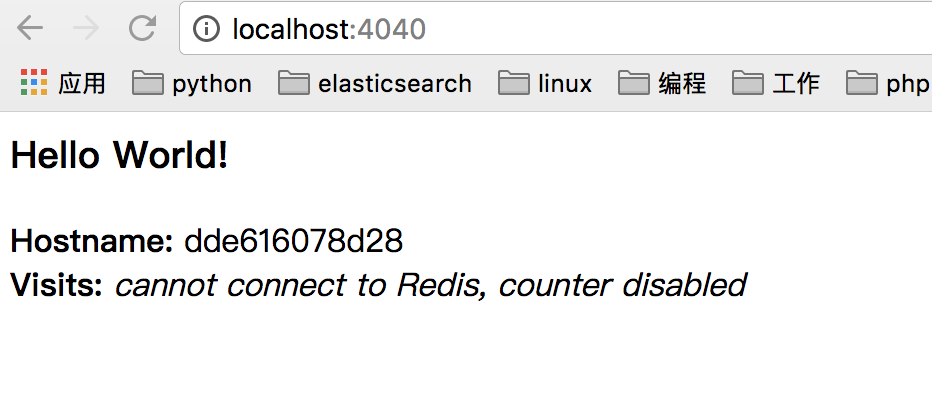 localhost:4040
应用 python elasticsearch linux 编程 工作 php
Hello World!
Hostname: dde616078d28
Visits: cannot connect to Redis, counter disabled